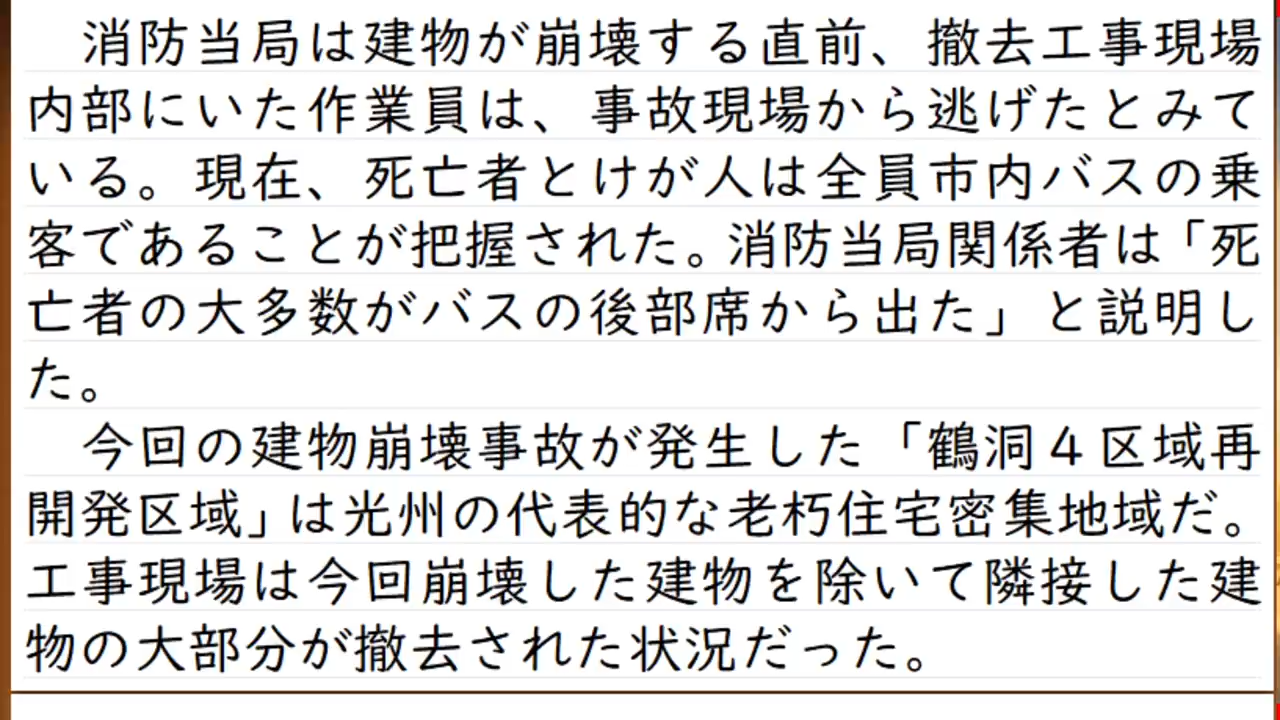 消防当局は建物が崩壊する直前、撤去工事現場
内部にいた作業員は、事故現場から逃げたとみて
いる。現在、死亡者とけが人は全員市内バスの乗
客であることが把握された。消防当局関係者は「死
亡者の大多数がバスの後部席から出た」と説明し
た。
今回の建物崩壊事故が発生した「鶴洞４区域再
開発区域」は光州の代表的な老朽住宅密集地域だ。
工事現場は今回崩壊した建物を除いて隣接した建
物の大部分が撤去された状況だった。